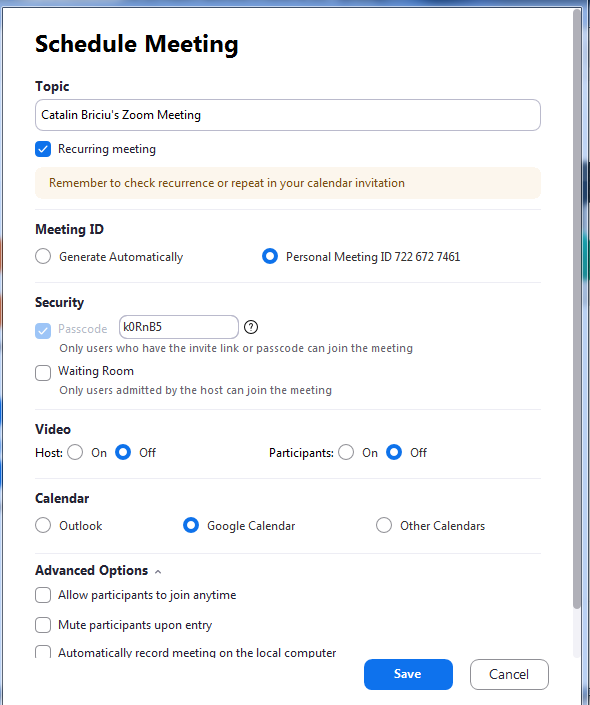 Schedule Meeting
Topic
Catalin Briciu's Zoom Meeting
Recurring meeting
Remember to check recurrence or repeat in your calendar invitation
Meeting ID
Generate Automatically Personal Meeting ID 722 672 7461
Security
Passcode k0RnB5 ?
Only users who have the invite link or passcode can join the meeting
Waiting Room
Only users admitted by the host can join the meeting
Video
Host: On Off Participants: On Off
Calendar
Outlook Google Calendar Other Calendars
Advanced Options
Allow participants to join anytime
Mute participants upon entry
Automatically record meeting on the local computer
Save Cancel